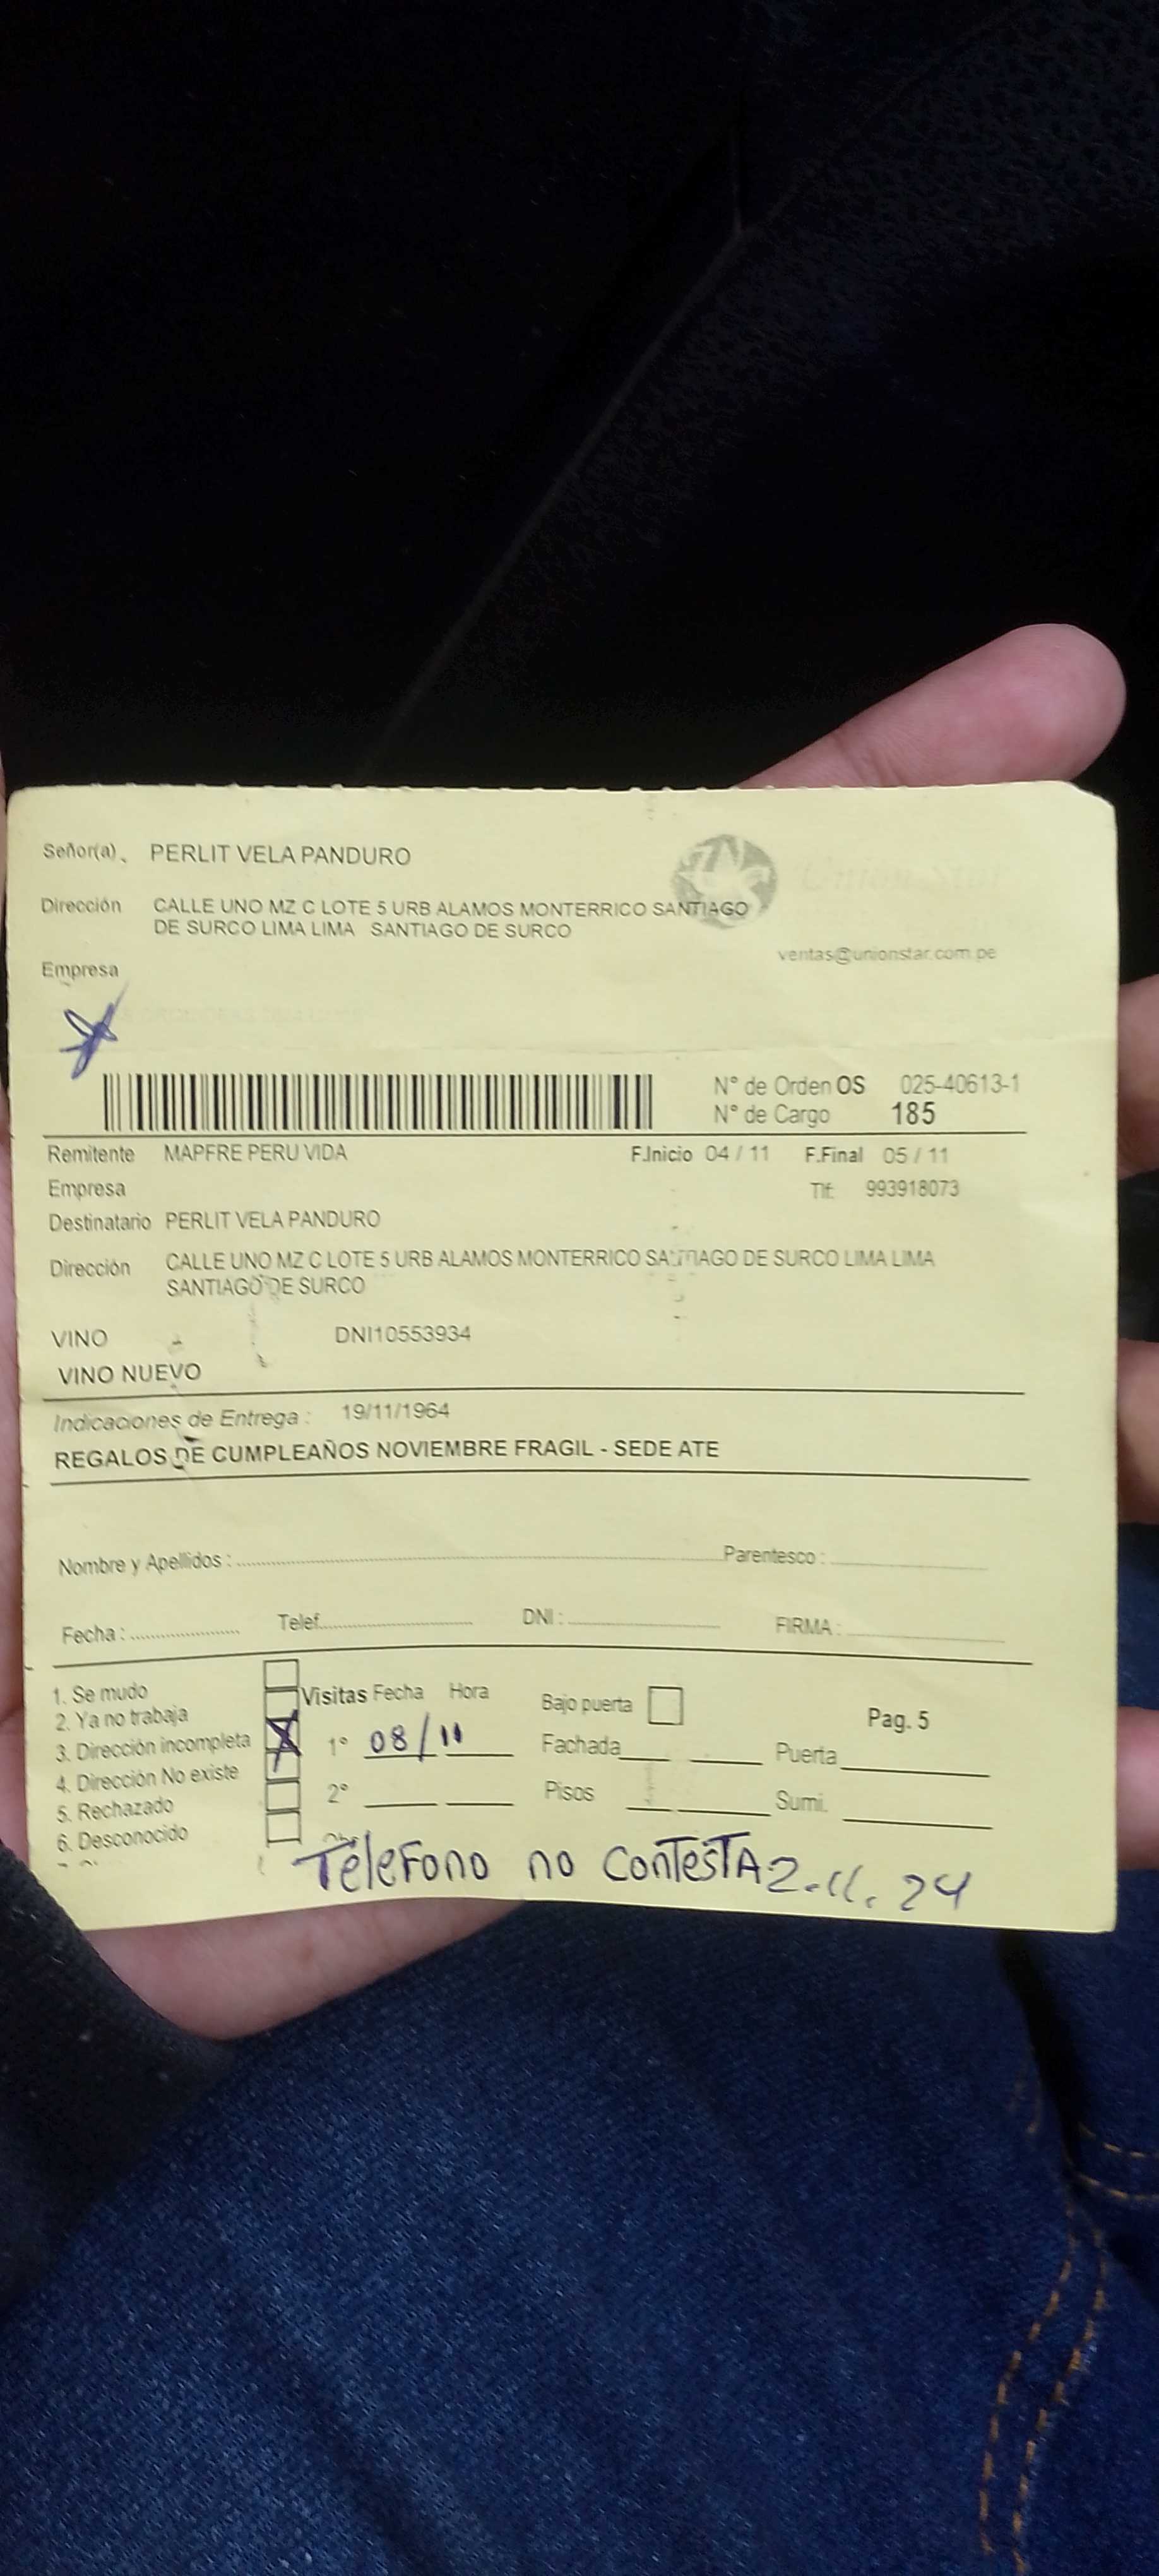 Señor(a). PERLIT VELA PANDURO
Dirección CALLE UNO MZ C LOTE 5 URB ALAMOS MONTERRICO SANTIAGO
DE SURCO LIMA LIMA SANTIAGO DE SURCO
Union Star
ventas@unionstar.com.pe
Empresa
N° de Orden OS 025-40613-1
N° de Cargo 185
Remitente MAPFRE PERU VIDA F.Inicio 04 / 11 F.Final 05 / 11
Empresa Tlf: 993918073
Destinatario PERLIT VELA PANDURO
Dirección CALLE UNO MZ C LOTE 5 URB ALAMOS MONTERRICO SANTIAGO DE SURCO LIMA LIMA
SANTIAGO DE SURCO
VINO DNI10553934
VINO NUEVO
Indicaciones de Entrega : 19/11/1964
REGALOS DE CUMPLEAÑOS NOVIEMBRE FRAGIL - SEDE ATE
Nombre y Apellidos : Parentesco :
Fecha : Telef. DNI : FIRMA :
1. Se mudo
2. Ya no trabaja
3. Dirección incompleta
4. Dirección No existe
5. Rechazado
6. Desconocido
Visitas Fecha Hora
1° 08/11
2°
Bajo puerta
Fachada
Pisos
Pag. 5
Puerta
Sumi.
TéleFono no conTesTA 2.11.24